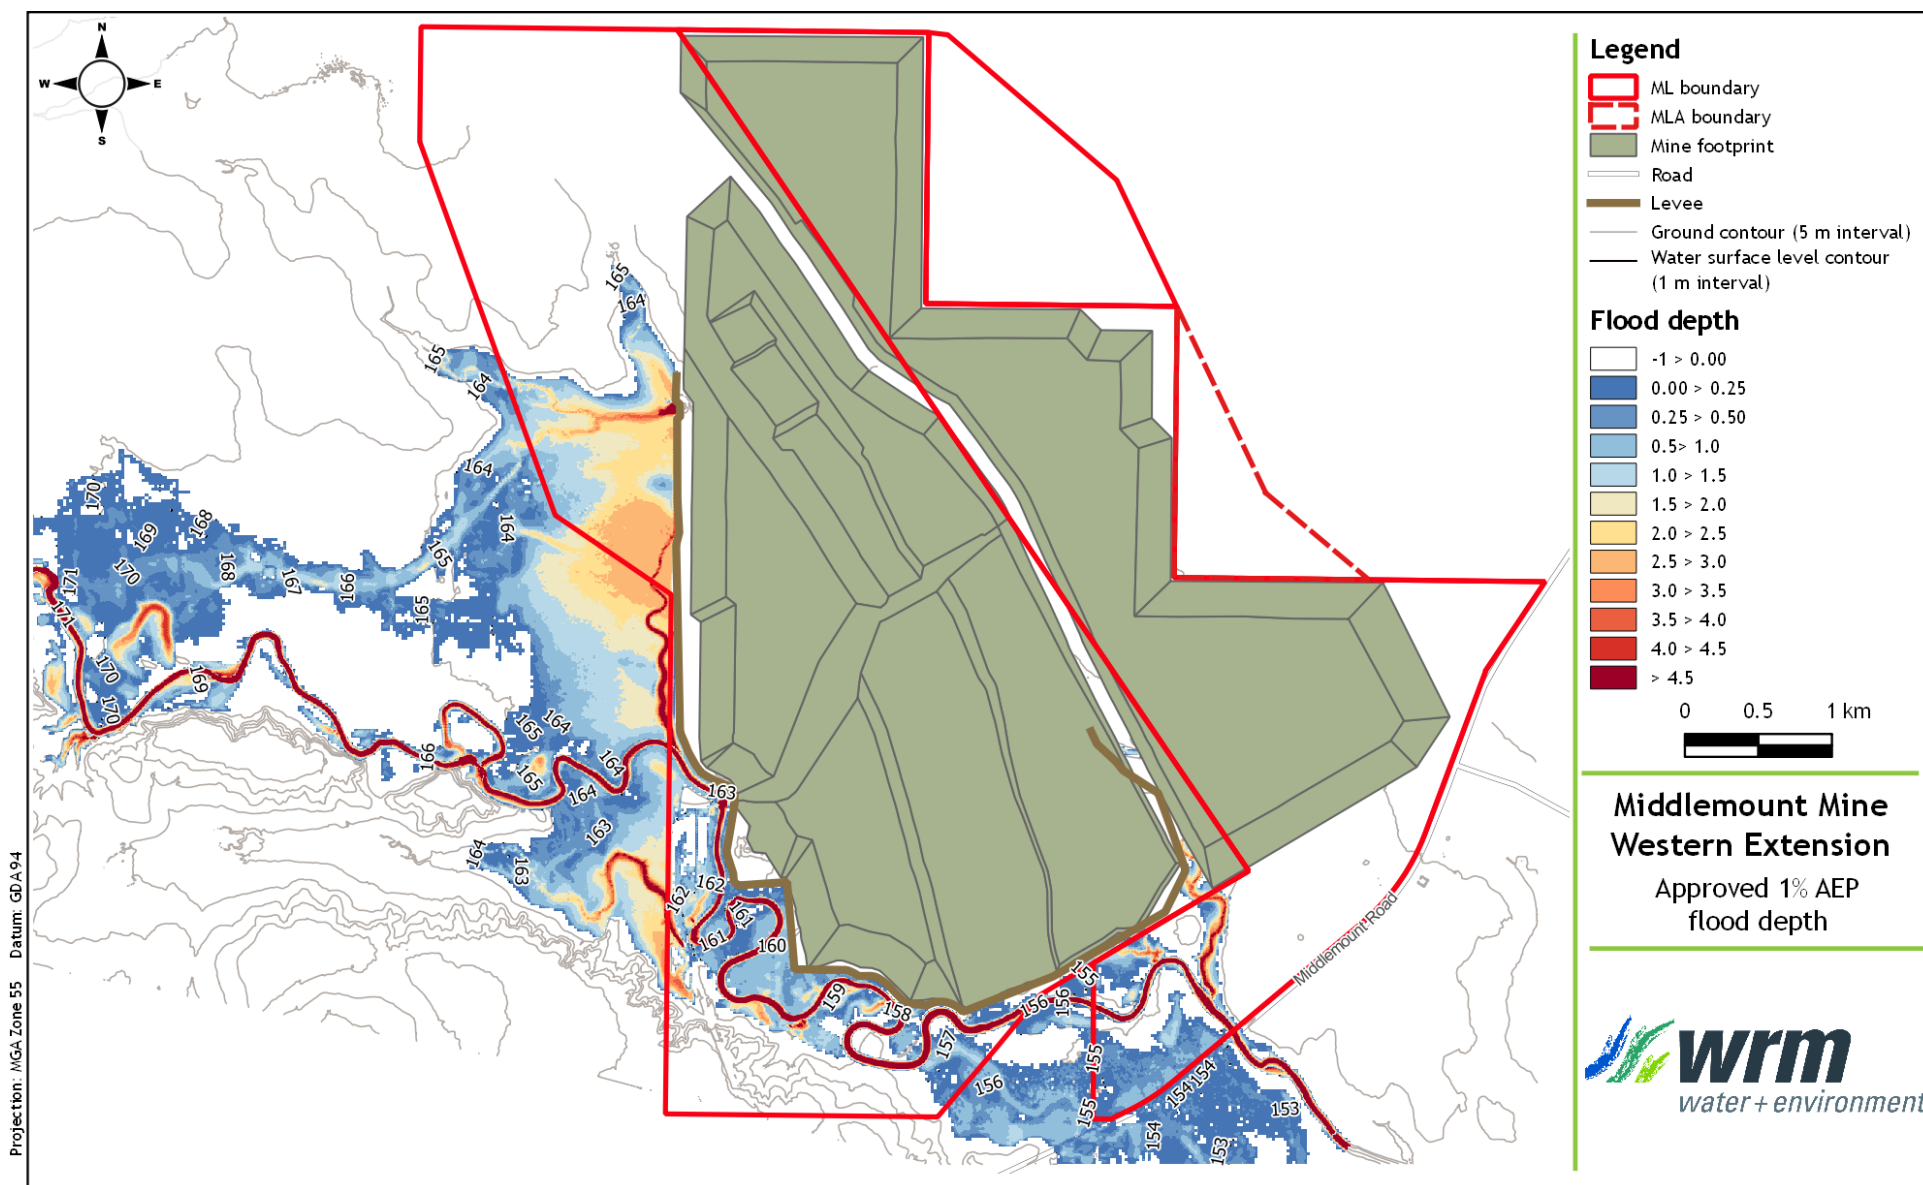 N
W E
S
Legend
ML boundary
MLA boundary
Mine footprint
Road
Levee
Ground contour (5 m interval)
Water surface level contour
(1 m interval)
Flood depth
-1 > 0.00
0.00 > 0.25
0.25 > 0.50
0.5> 1.0
1.0 > 1.5
1.5 > 2.0
2.0 > 2.5
2.5 > 3.0
3.0 > 3.5
3.5 > 4.0
4.0 > 4.5
> 4.5
0 0.5 1 km
Middlemount Mine
Western Extension
Approved 1% AEP
flood depth
wrm
water + environment
Projection: MGA Zone 55 Datum: GDA94
Middlemount Road
165
164
165
164
164
164
165
170
169
168
170
168
167
166
165
171
171
170
170
169
166
165
164
165
164
164
163
163
164
163
162
162
161
161
160
159
158
157
156
156
155
156
155
155
154
154
154
153
153